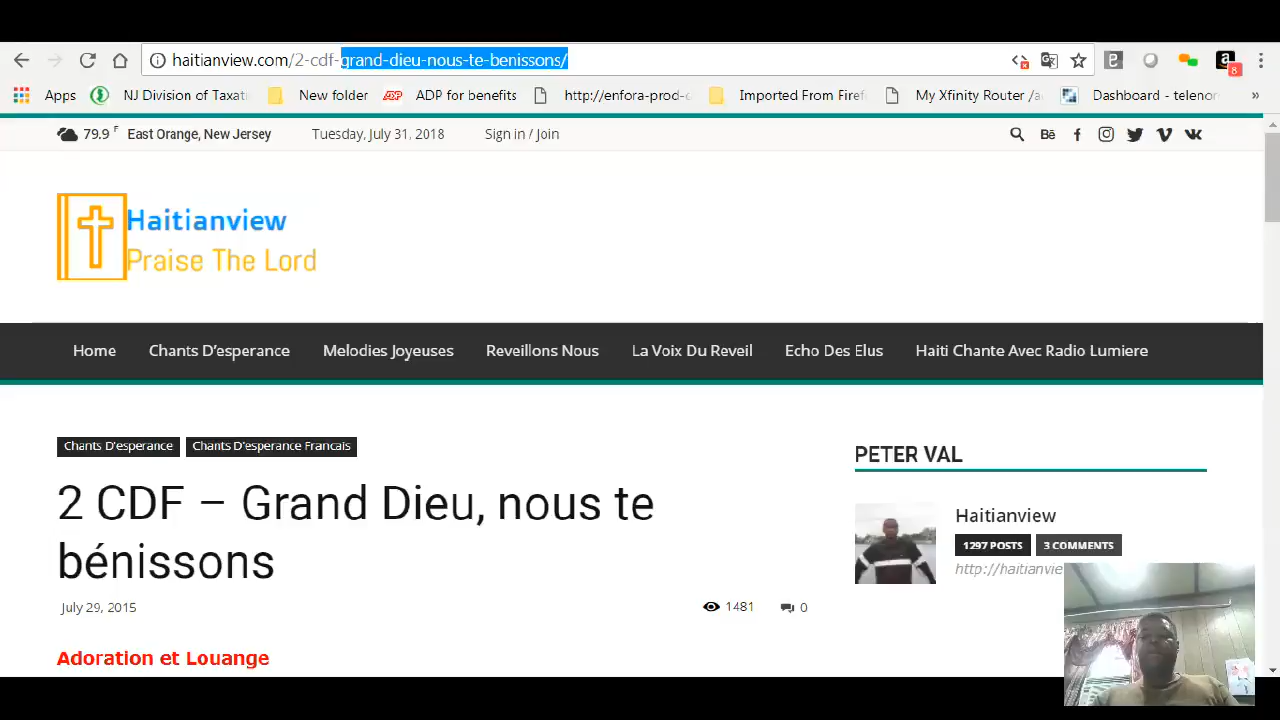 haitianview.com/2-cdf-grand-dieu-nous-te-benissons/
8
Apps NJ Division of Taxati New folder ADP for benefits http://enfora-prod- Imported From Firef My Xfinity Router /a Dashboard - telenor »
79.9 F East Orange, New Jersey Tuesday, July 31, 2018 Sign in / Join
Haitianview
Praise The Lord
Home Chants D'esperance Melodies Joyeuses Reveillons Nous La Voix Du Reveil Echo Des Elus Haiti Chante Avec Radio Lumiere
Chants D'esperance Chants D'esperance Francais
2 CDF – Grand Dieu, nous te
bénissons
July 29, 2015 1481 0
Adoration et Louange
PETER VAL
Haitianview
1297 POSTS 3 COMMENTS
http://haitianvie